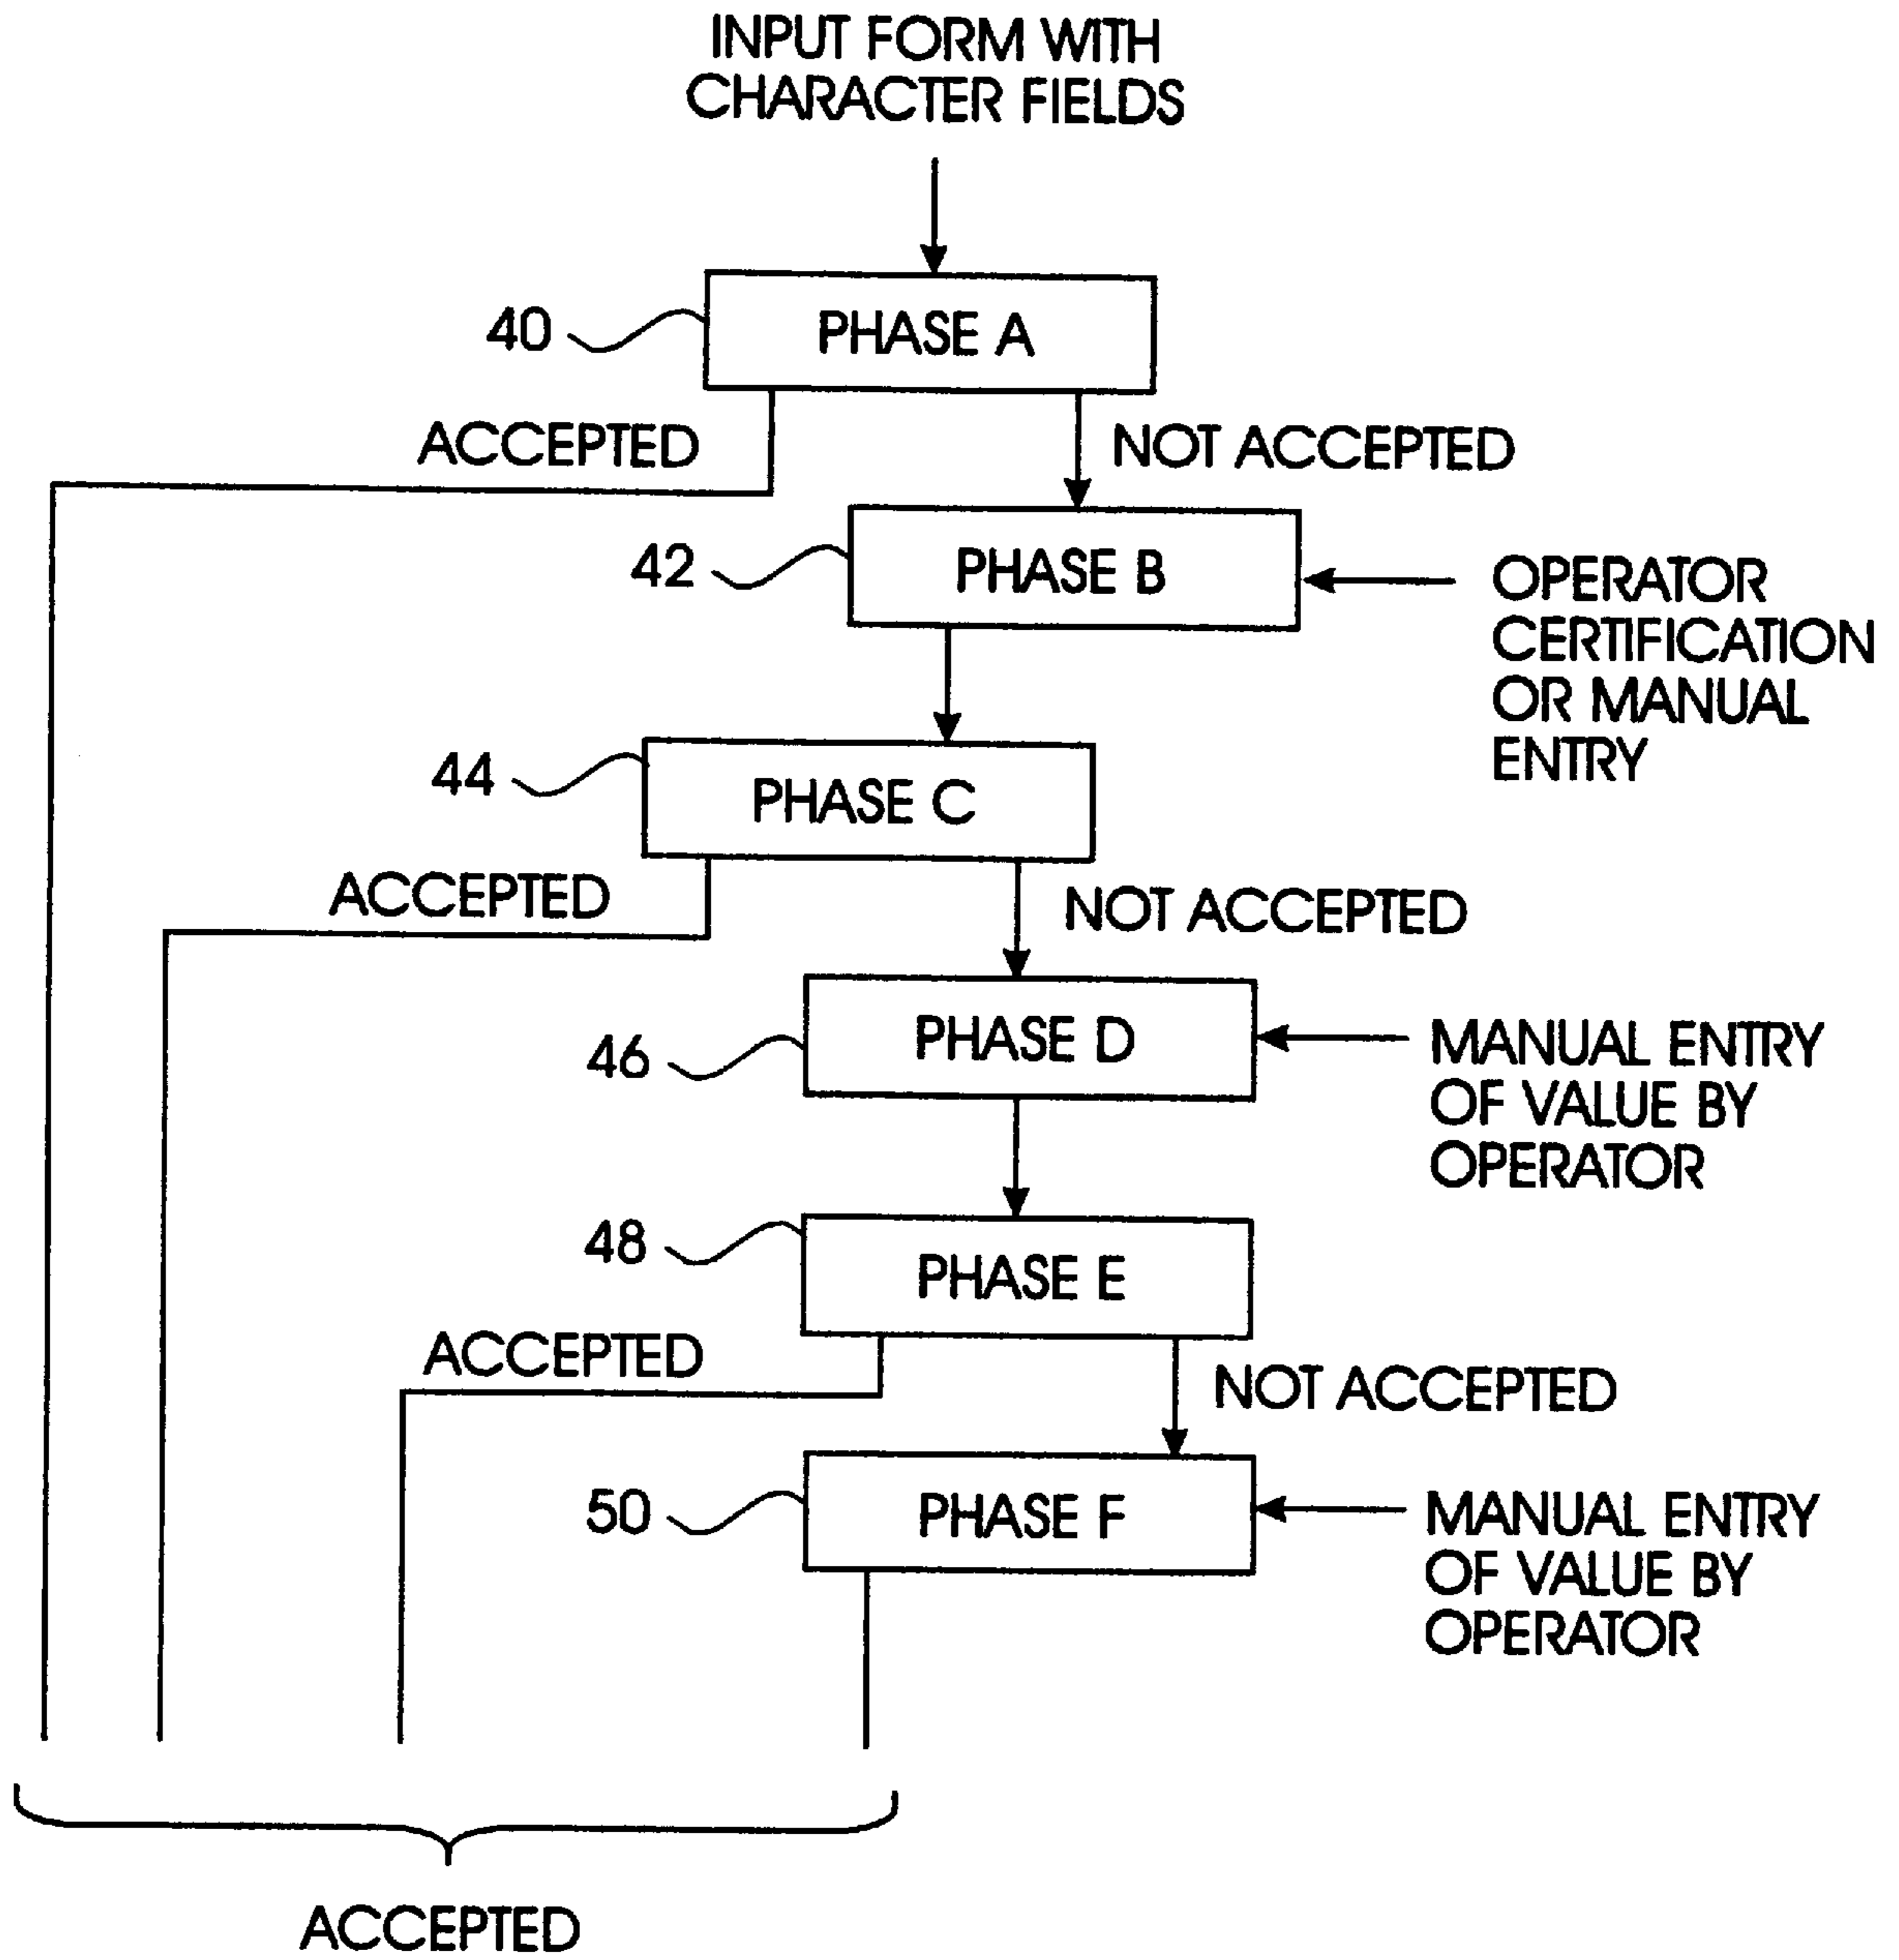 INPUT FORM WITH
CHARACTER FIELDS
40
PHASE A
ACCEPTED
NOT ACCEPTED
42
PHASE B
OPERATOR
CERTIFICATION
OR MANUAL
ENTRY
44
PHASE C
ACCEPTED
NOT ACCEPTED
46
PHASE D
MANUAL ENTRY
OF VALUE BY
OPERATOR
48
PHASE E
ACCEPTED
NOT ACCEPTED
50
PHASE F
MANUAL ENTRY
OF VALUE BY
OPERATOR
ACCEPTED